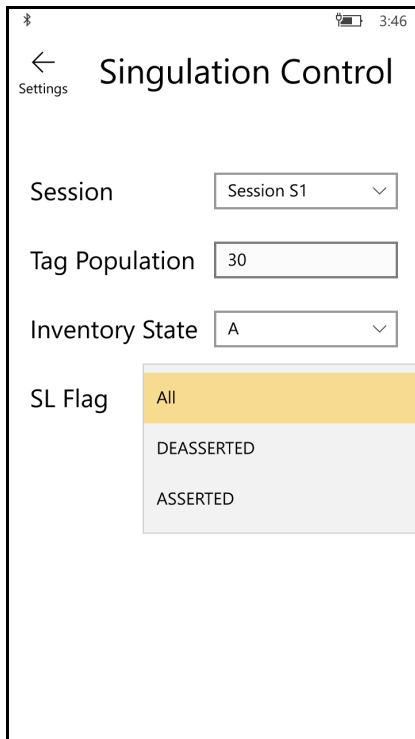 3:46
Settings
Singulation Control
Session
Session S1
Tag Population
30
Inventory State
A
SL Flag
All
DEASSERTED
ASSERTED